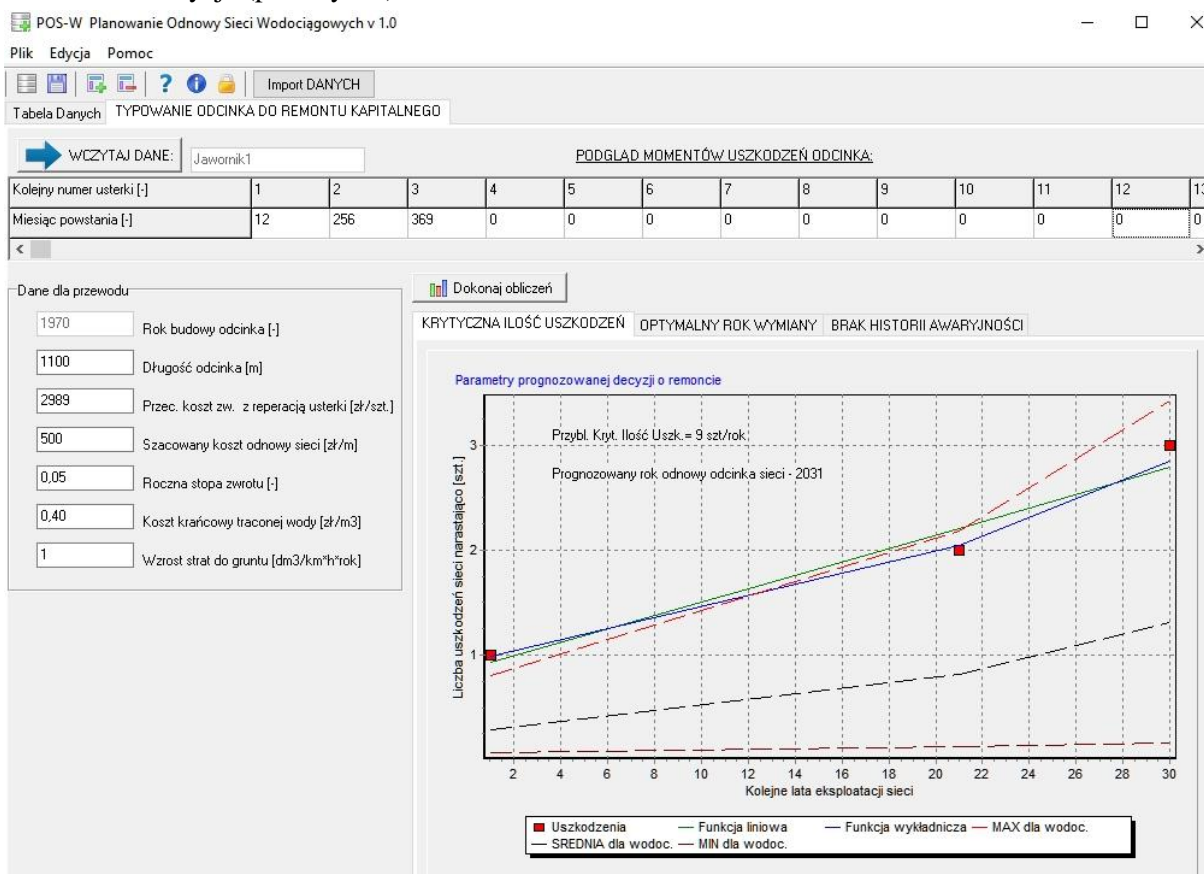 POS-W Planowanie Odnowy Sieci Wodociągowych v 1.0
Plik Edycja Pomoc
Import DANYCH
Tabela Danych TYPOWANIE ODCINKA DO REMONTU KAPITALNEGO
WCZYTAJ DANE: Jawornik1 PODGLĄD MOMENTÓW USZKODZEŃ ODCINKA:
Kolejny numer usterki [-] 1 2 3 4 5 6 7 8 9 10 11 12
Miesiąc powstania [-] 12 256 369 0 0 0 0 0 0 0 0 0 0
Dane dla przewodu
1970 Rok budowy odcinka [-]
1100 Długość odcinka [m]
2989 Przec. koszt zw. z reperacją usterki [zł/szt.]
500 Szacowany koszt odnowy sieci [zł/m]
0,05 Roczna stopa zwrotu [-]
0,40 Koszt krańcowy traconej wody [zł/m3]
1 Wzrost strat do gruntu [dm3/km*h*rok]
Dokonaj obliczeń
KRYTYCZNA ILOŚĆ USZKODZEŃ OPTYMALNY ROK WYMIANY BRAK HISTORII AWARYJNOŚCI
Parametry prognozowanej decyzji o remoncie
Przybl. Kryt. Ilość Uszk.= 9 szt/rok
Prognozowany rok odnowy odcinka sieci - 2031
Liczba uszkodzeń sieci narastająco [szt.]
3
2
1
2 4 6 8 10 12 14 16 18 20 22 24 26 28 30
Kolejne lata eksploatacji sieci
Uszkodzenia Funkcja liniowa Funkcja wykładnicza MAX dla wodoc.
SREDNIA dla wodoc. MIN dla wodoc.